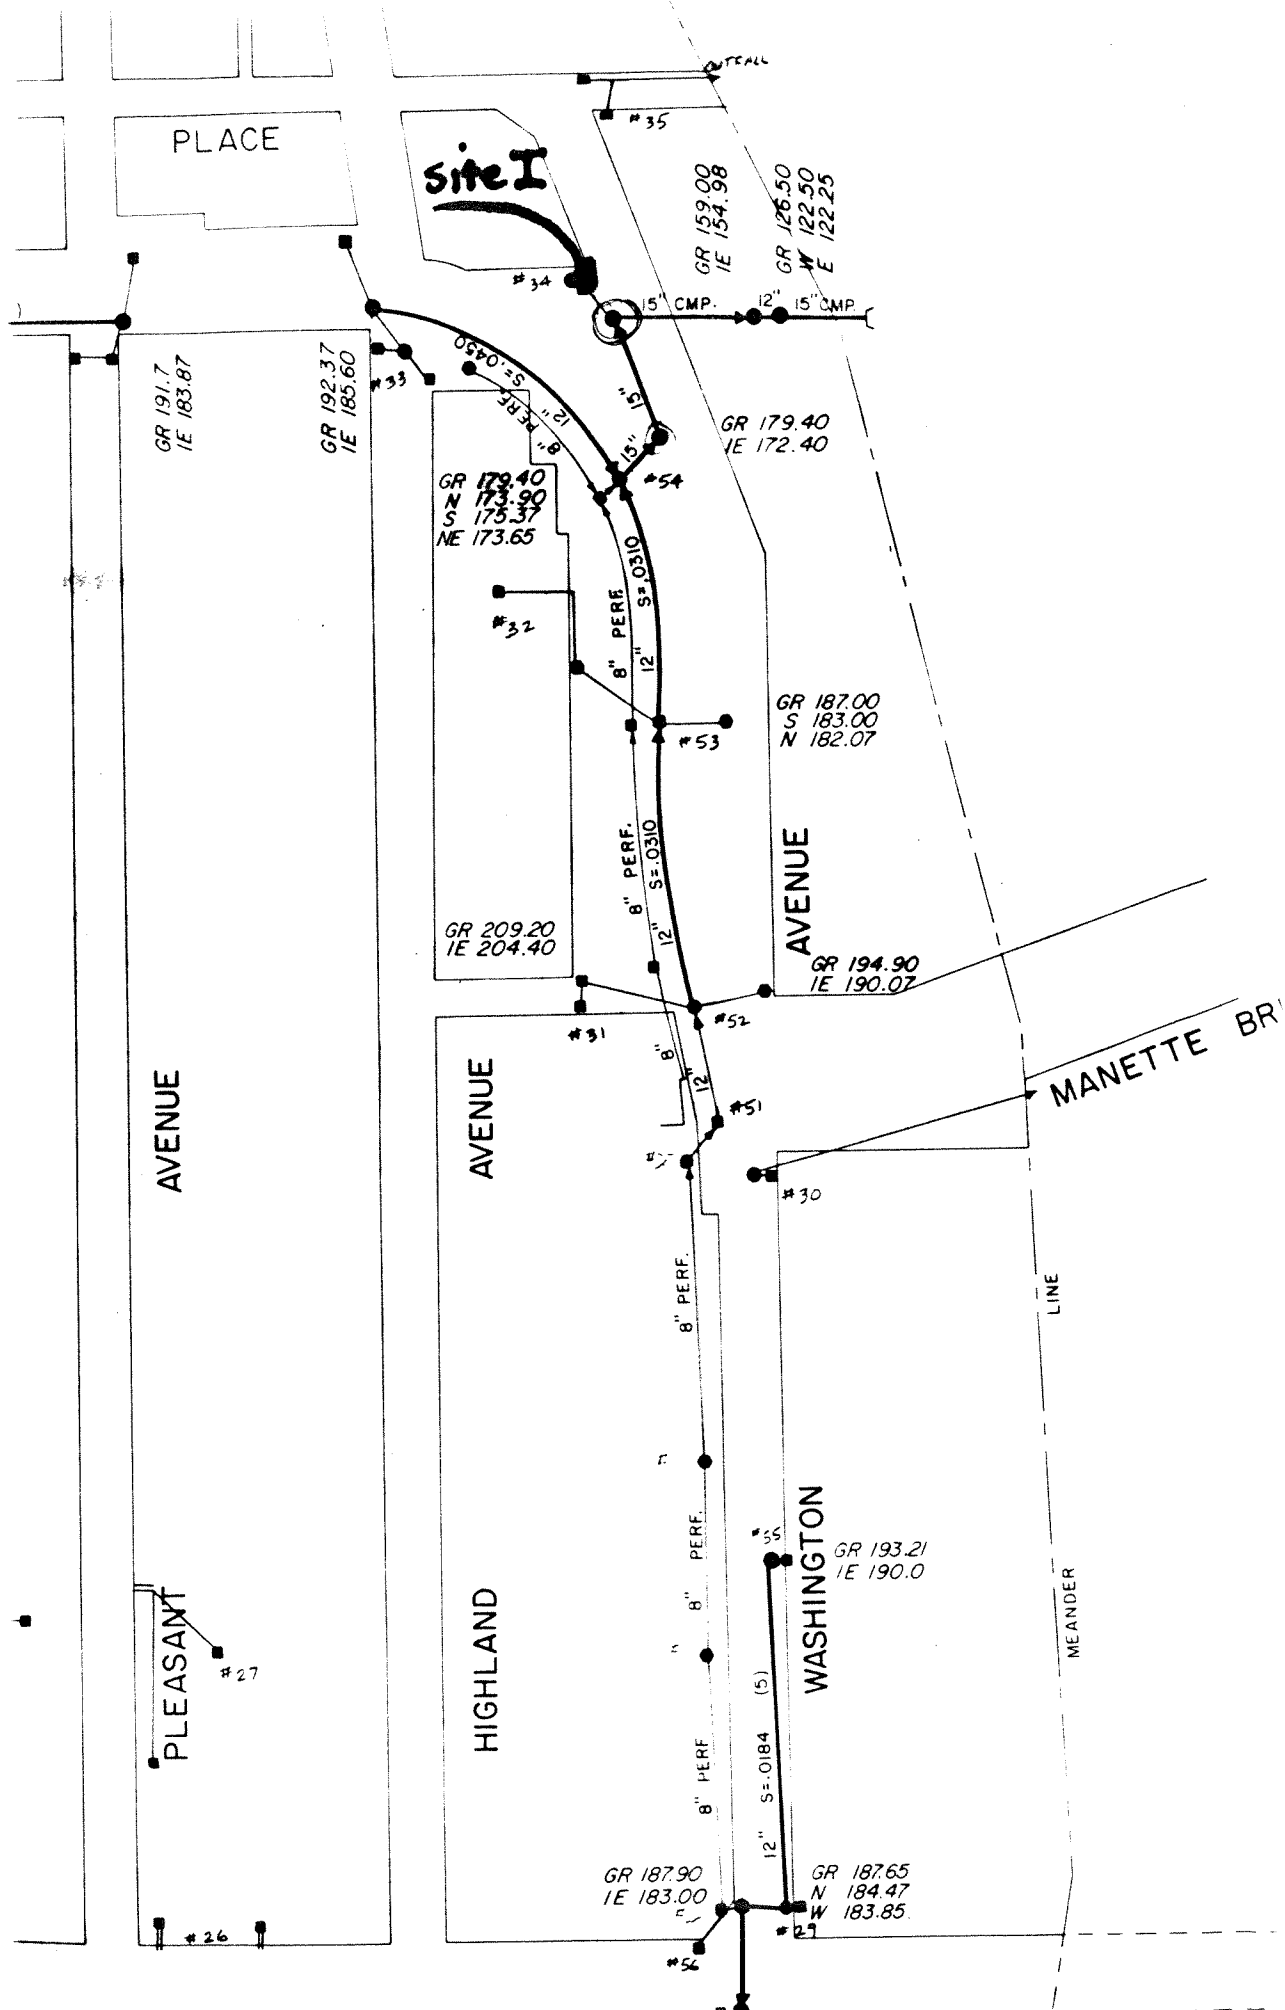 OUTFALL
#35
PLACE
site I
GR 159.00
IE 154.98
GR 126.50
W 122.50
E 122.25
#34
15" CMP.
12"
15" CMP.
GR 191.7
IE 183.87
GR 192.37
IE 185.60
#33
S=.0450
12"
8" PERF.
15"
15"
GR 179.40
IE 172.40
#54
GR 179.40
N 173.90
S 175.37
NE 173.65
S=.0310
12"
8" PERF.
#32
GR 187.00
S 183.00
N 182.07
#53
8" PERF.
S=.0310
12"
AVENUE
GR 209.20
IE 204.40
GR 194.90
IE 190.07
#31
#52
8"
12"
MANETTE BRI
#51
AVENUE
AVENUE
#30
8" PERF.
LINE
8" PERF.
#55
GR 193.21
IE 190.0
WASHINGTON
MEANDER
PLEASANT
#27
HIGHLAND
8" PERF
12" S=.0184 (5)
GR 187.90
IE 183.00
GR 187.65
N 184.47
W 183.85
#26
#29
#56